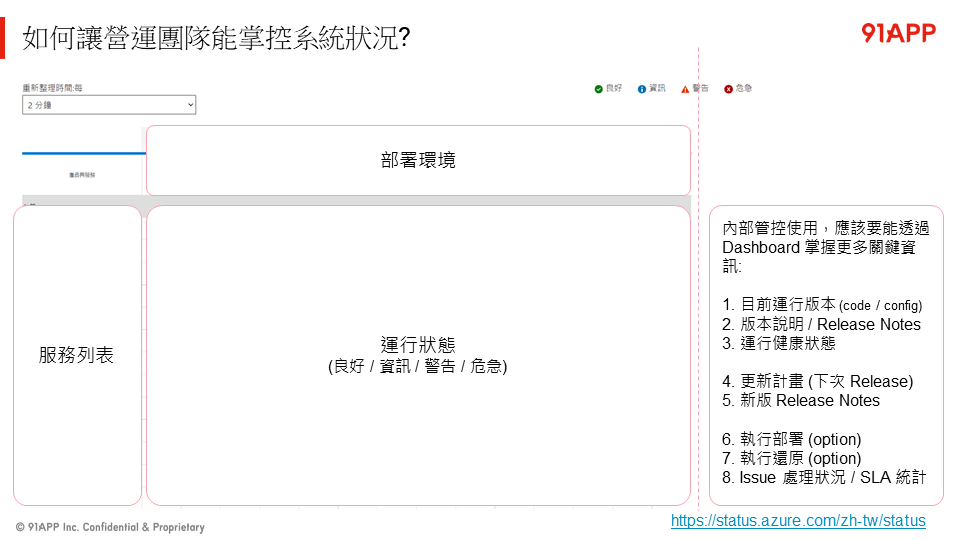 如何讓營運團隊能掌控系統狀況?
91APP
重新整理時間:每
2 分鐘
良好 資訊 警告 危急
部署環境
產品與服務
服務列表
運行狀態
(良好 / 資訊 / 警告 / 危急)
內部管控使用，應該要能透過
Dashboard 掌握更多關鍵資
訊:
1. 目前運行版本 (code / config)
2. 版本說明 / Release Notes
3. 運行健康狀態
4. 更新計畫 (下次 Release)
5. 新版 Release Notes
6. 執行部署 (option)
7. 執行還原 (option)
8. Issue 處理狀況 / SLA 統計
© 91APP Inc. Confidential & Proprietary
https://status.azure.com/zh-tw/status